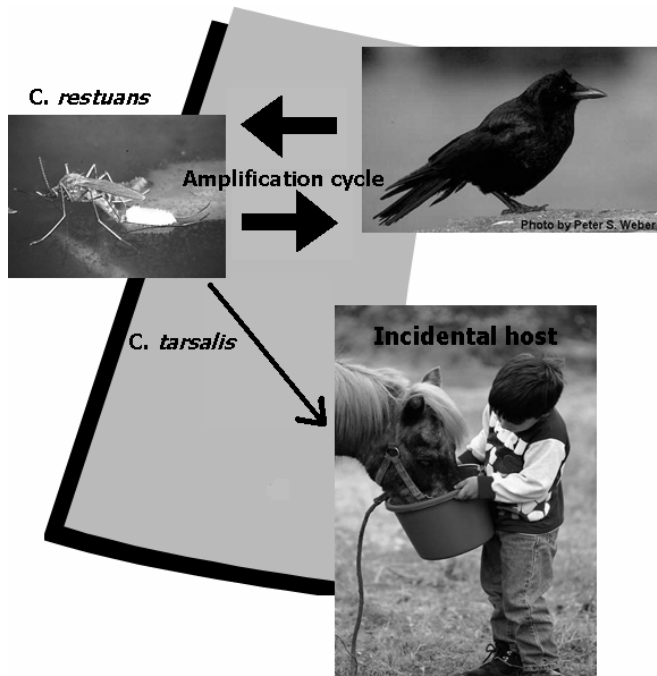 C. restuans
Amplification cycle
Photo by Peter S. Weber
C. tarsalis
Incidental host